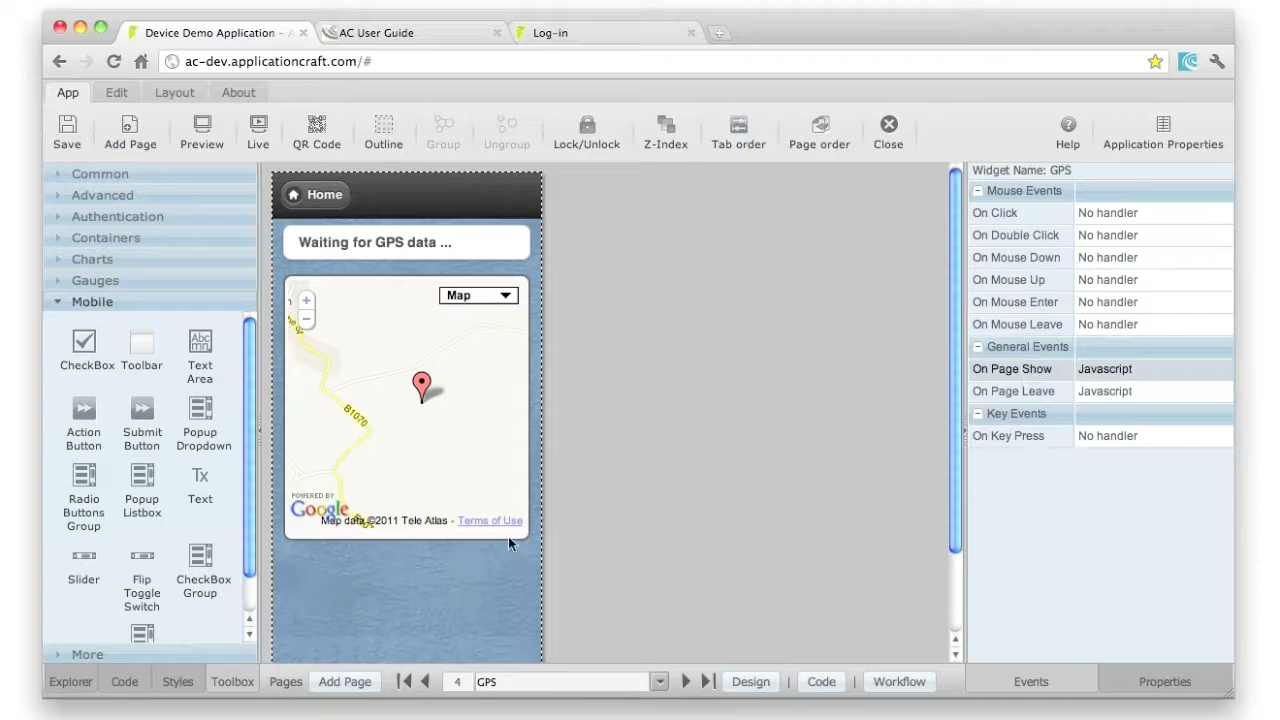 Device Demo Application - A
AC User Guide
Log-in
ac-dev.applicationcraft.com/#
App
Edit
Layout
About
Save
Add Page
Preview
Live
QR Code
Outline
Group
Ungroup
Lock/Unlock
Z-Index
Tab order
Page order
Close
Help
Application Properties
Common
Advanced
Authentication
Containers
Charts
Gauges
Mobile
CheckBox
Toolbar
Abc
mn
Text
Area
Action
Button
Submit
Button
Popup
Dropdown
Radio
Buttons
Group
Popup
Listbox
Tx
Text
Slider
Flip
Toggle
Switch
CheckBox
Group
More
Explorer
Code
Styles
Toolbox
Home
Waiting for GPS data ...
Map
+
−
B1070
POWERED BY
Google
Map data ©2011 Tele Atlas - Terms of Use
Pages
Add Page
4
GPS
Design
|
Code
|
Workflow
Widget Name: GPS
Mouse Events
On Click No handler
On Double Click No handler
On Mouse Down No handler
On Mouse Up No handler
On Mouse Enter No handler
On Mouse Leave No handler
General Events
On Page Show Javascript
On Page Leave Javascript
Key Events
On Key Press No handler
Events
Properties